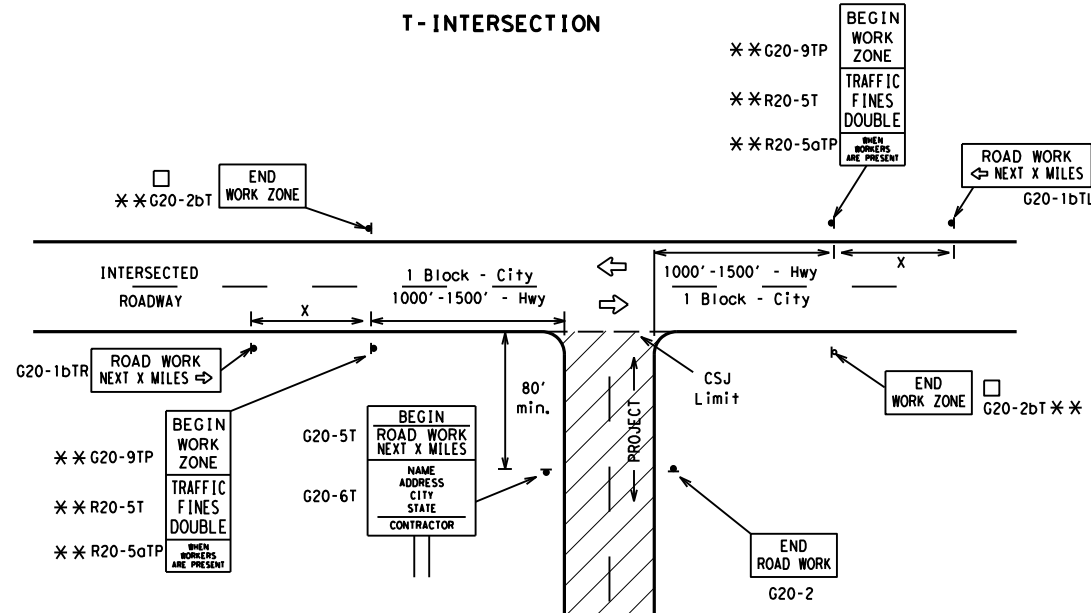 T-INTERSECTION
**G20-9TP
**R20-5T
**R20-5aTP
BEGIN
WORK
ZONE
TRAFFIC
FINES
DOUBLE
WHEN
WORKERS
ARE PRESENT
ROAD WORK
⇦ NEXT X MILES
G20-1bTL
□
**G20-2bT
END
WORK ZONE
INTERSECTED
ROADWAY
X
1 Block - City
1000'-1500' - Hwy
1000'-1500' - Hwy
1 Block - City
X
G20-1bTR
ROAD WORK
NEXT X MILES ⇨
80'
min.
CSJ
Limit
PROJECT
END
WORK ZONE
□
G20-2bT**
**G20-9TP
**R20-5T
**R20-5aTP
BEGIN
WORK
ZONE
TRAFFIC
FINES
DOUBLE
WHEN
WORKERS
ARE PRESENT
G20-5T
G20-6T
BEGIN
ROAD WORK
NEXT X MILES
NAME
ADDRESS
CITY
STATE
CONTRACTOR
END
ROAD WORK
G20-2